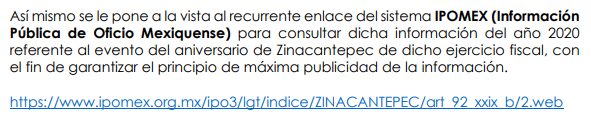 Así mismo se le pone a la vista al recurrente enlace del sistema IPOMEX (Información
Pública de Oficio Mexiquense) para consultar dicha información del año 2020
referente al evento del aniversario de Zinacantepec de dicho ejercicio fiscal, con
el fin de garantizar el principio de máxima publicidad de la información.
https://www.ipomex.org.mx/ipo3/lgt/indice/ZINACANTEPEC/art_92_xxix_b/2.web